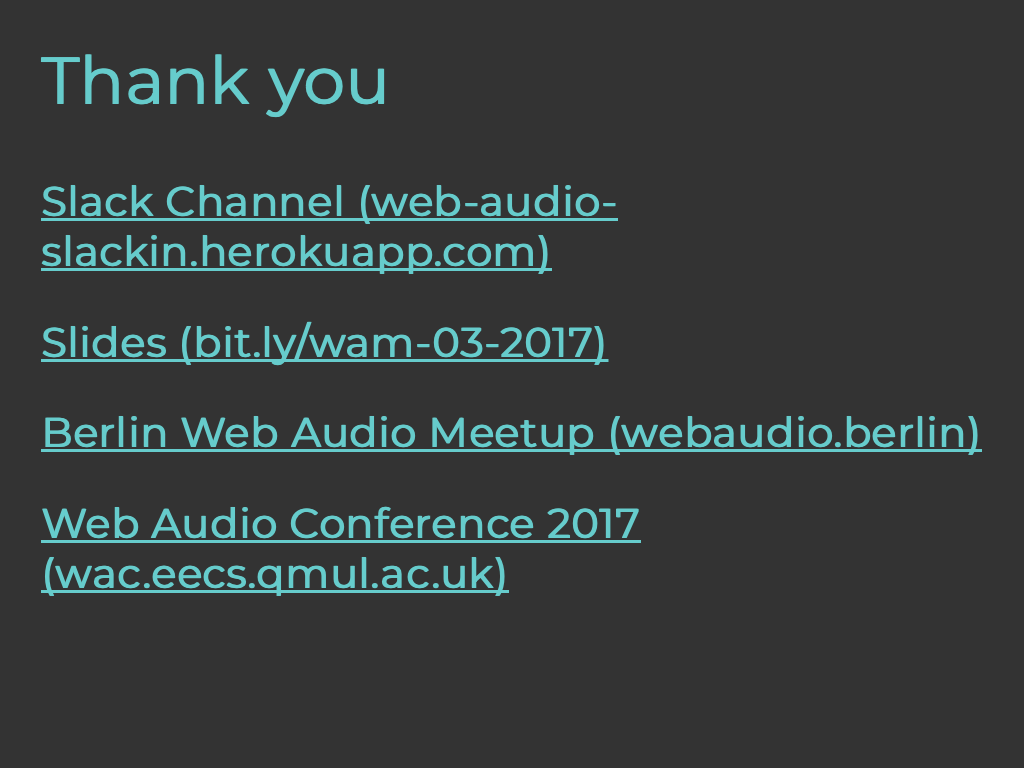 Thank you
Slack Channel (web-audio-
slackin.herokuapp.com)
Slides (bit.ly/wam-03-2017)
Berlin Web Audio Meetup (webaudio.berlin)
Web Audio Conference 2017
(wac.eecs.qmul.ac.uk)